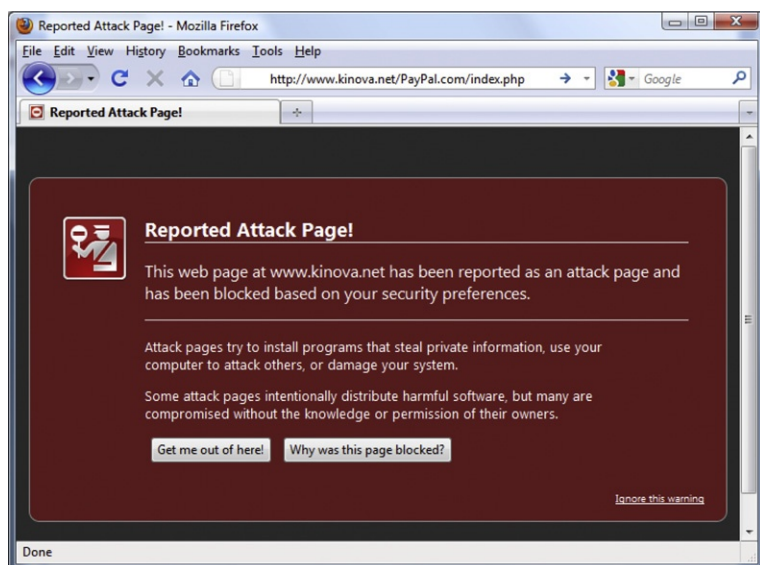 Reported Attack Page! - Mozilla Firefox
File Edit View History Bookmarks Tools Help
http://www.kinova.net/PayPal.com/index.php Google
Reported Attack Page!
Reported Attack Page!
This web page at www.kinova.net has been reported as an attack page and
has been blocked based on your security preferences.
Attack pages try to install programs that steal private information, use your
computer to attack others, or damage your system.
Some attack pages intentionally distribute harmful software, but many are
compromised without the knowledge or permission of their owners.
Get me out of here! Why was this page blocked?
Ignore this warning
Done